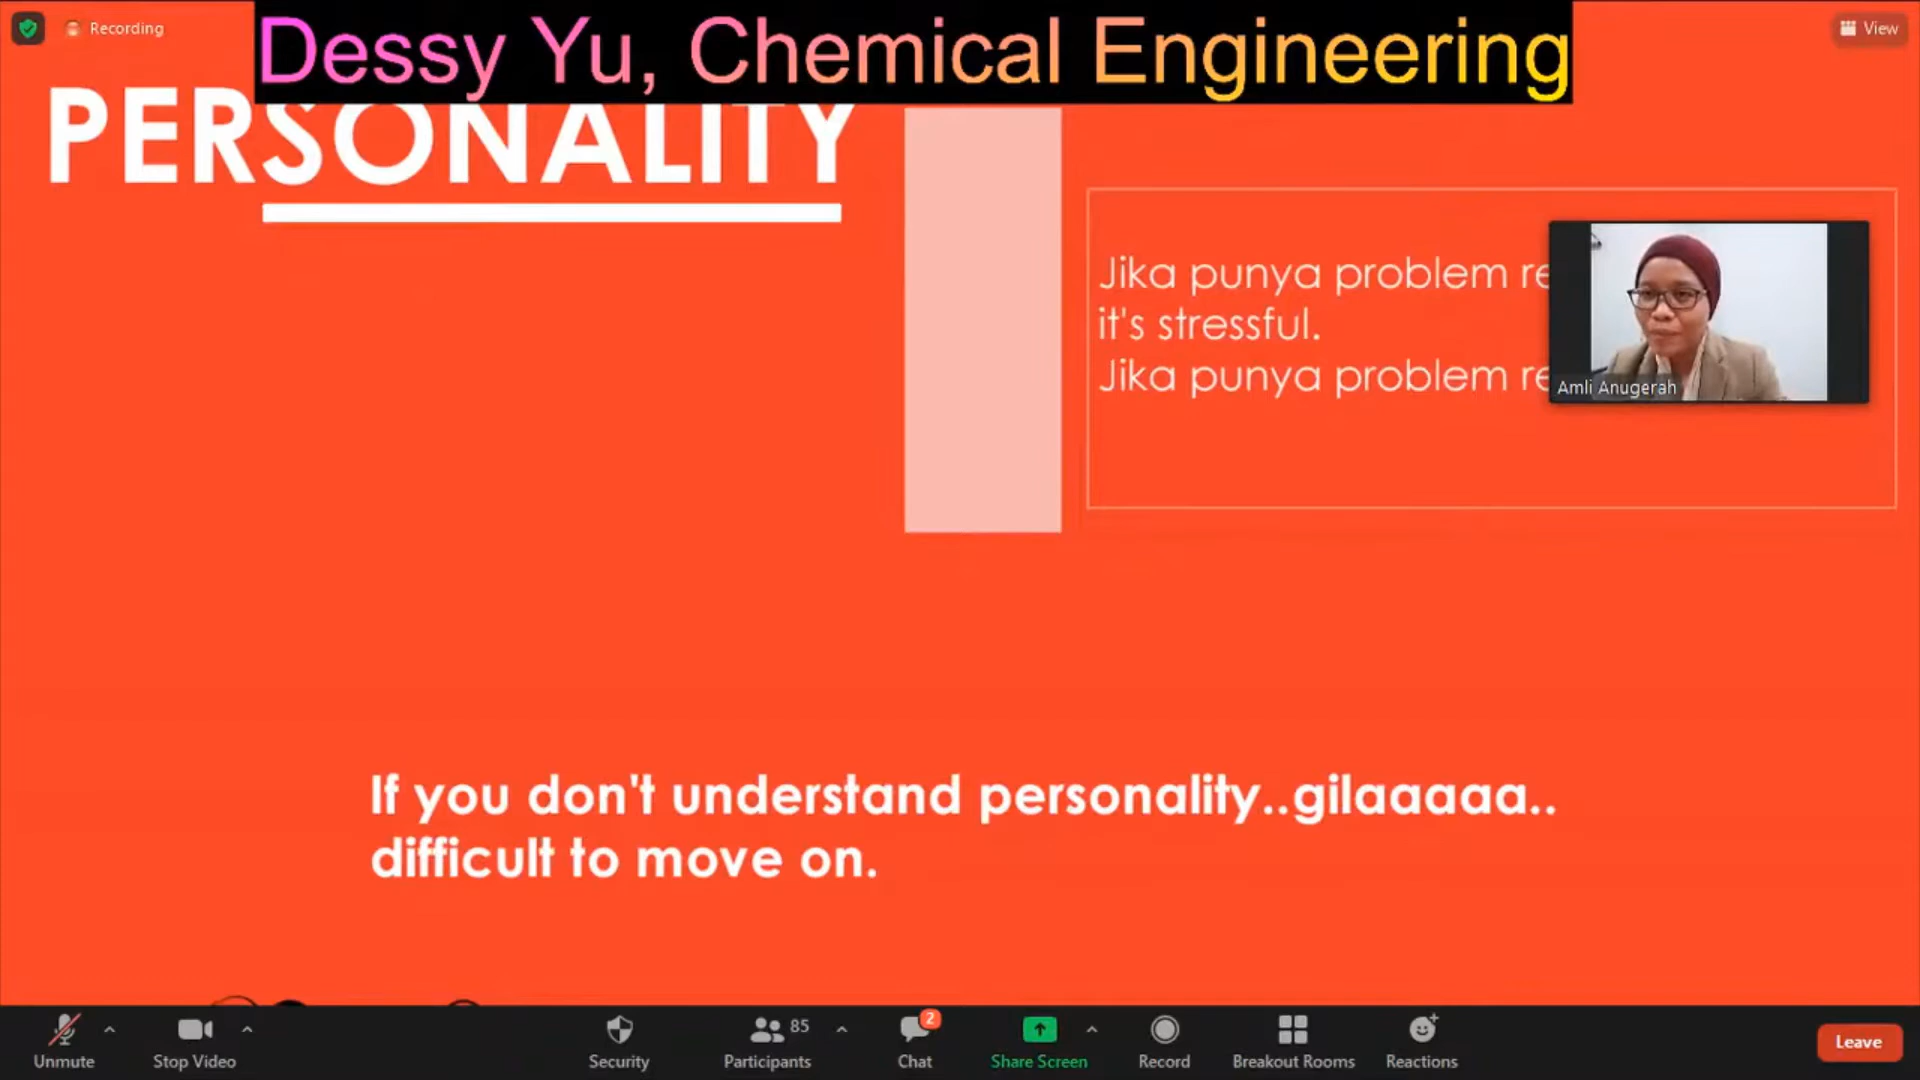 Recording
Dessy Yu, Chemical Engineering
View
PERSONALITY
Jika punya problem
it's stressful.
Jika punya problem
Amli Anugerah
If you don't understand personality..gilaaaaa..
difficult to move on.
Unmute
Stop Video
Security
85
Participants
2
Chat
Share Screen
Record
Breakout Rooms
Reactions
Leave